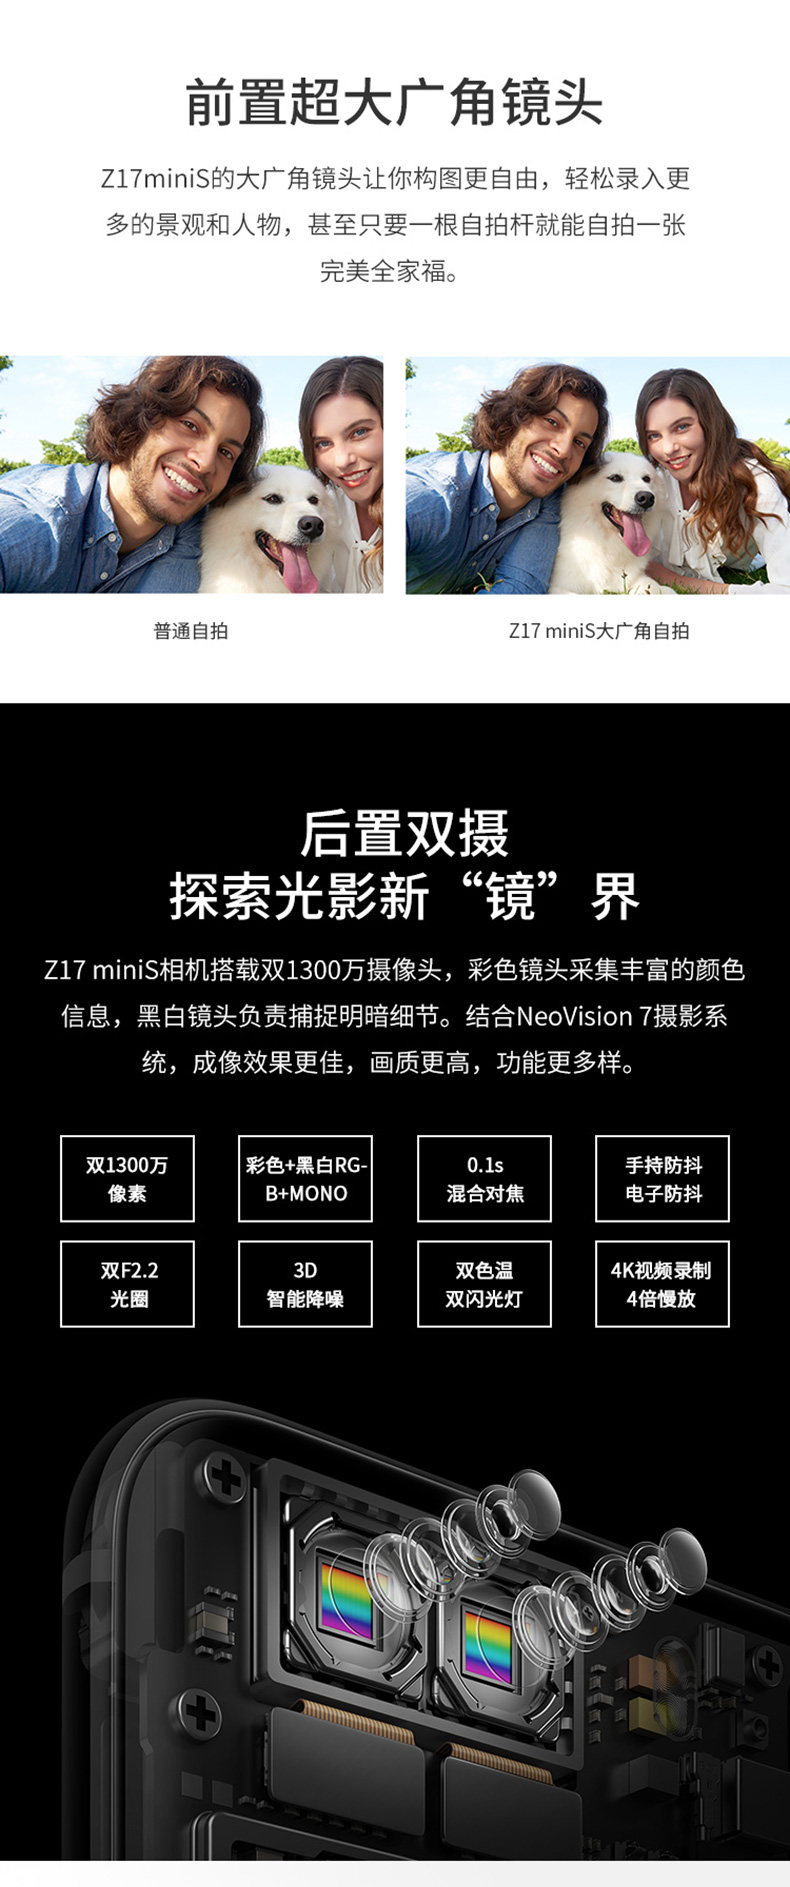 前置超大广角镜头
Z17miniS的大广角镜头让你构图更自由，轻松录入更
多的景观和人物，甚至只要一根自拍杆就能自拍一张
完美全家福。
普通自拍
Z17 miniS大广角自拍
后置双摄
探索光影新“镜”界
Z17 miniS相机搭载双1300万摄像头，彩色镜头采集丰富的颜色
信息，黑白镜头负责捕捉明暗细节。结合NeoVision 7摄影系
统，成像效果更佳，画质更高，功能更多样。
双1300万
像素
彩色+黑白RG-
B+MONO
0.1s
混合对焦
手持防抖
电子防抖
双F2.2
光圈
3D
智能降噪
双色温
双闪光灯
4K视频录制
4倍慢放